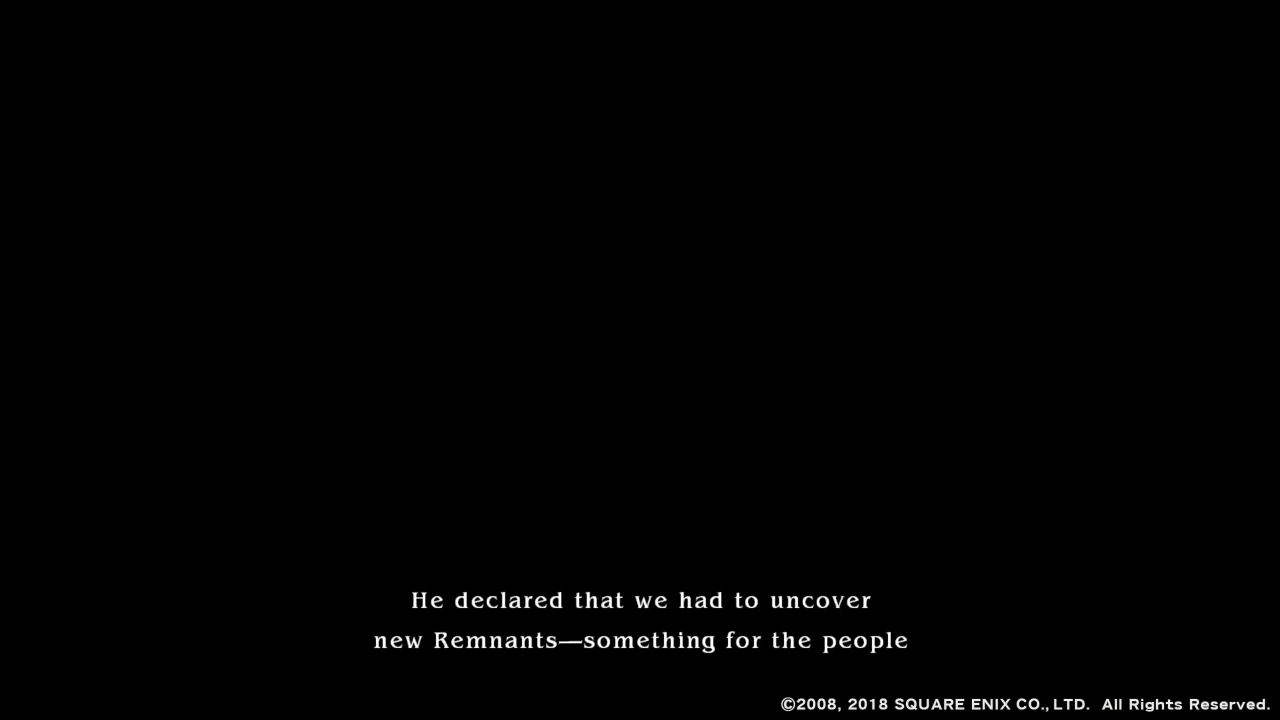 He declared that we had to uncover
new Remnants—something for the people
©2008, 2018 SQUARE ENIX CO., LTD. All Rights Reserved.